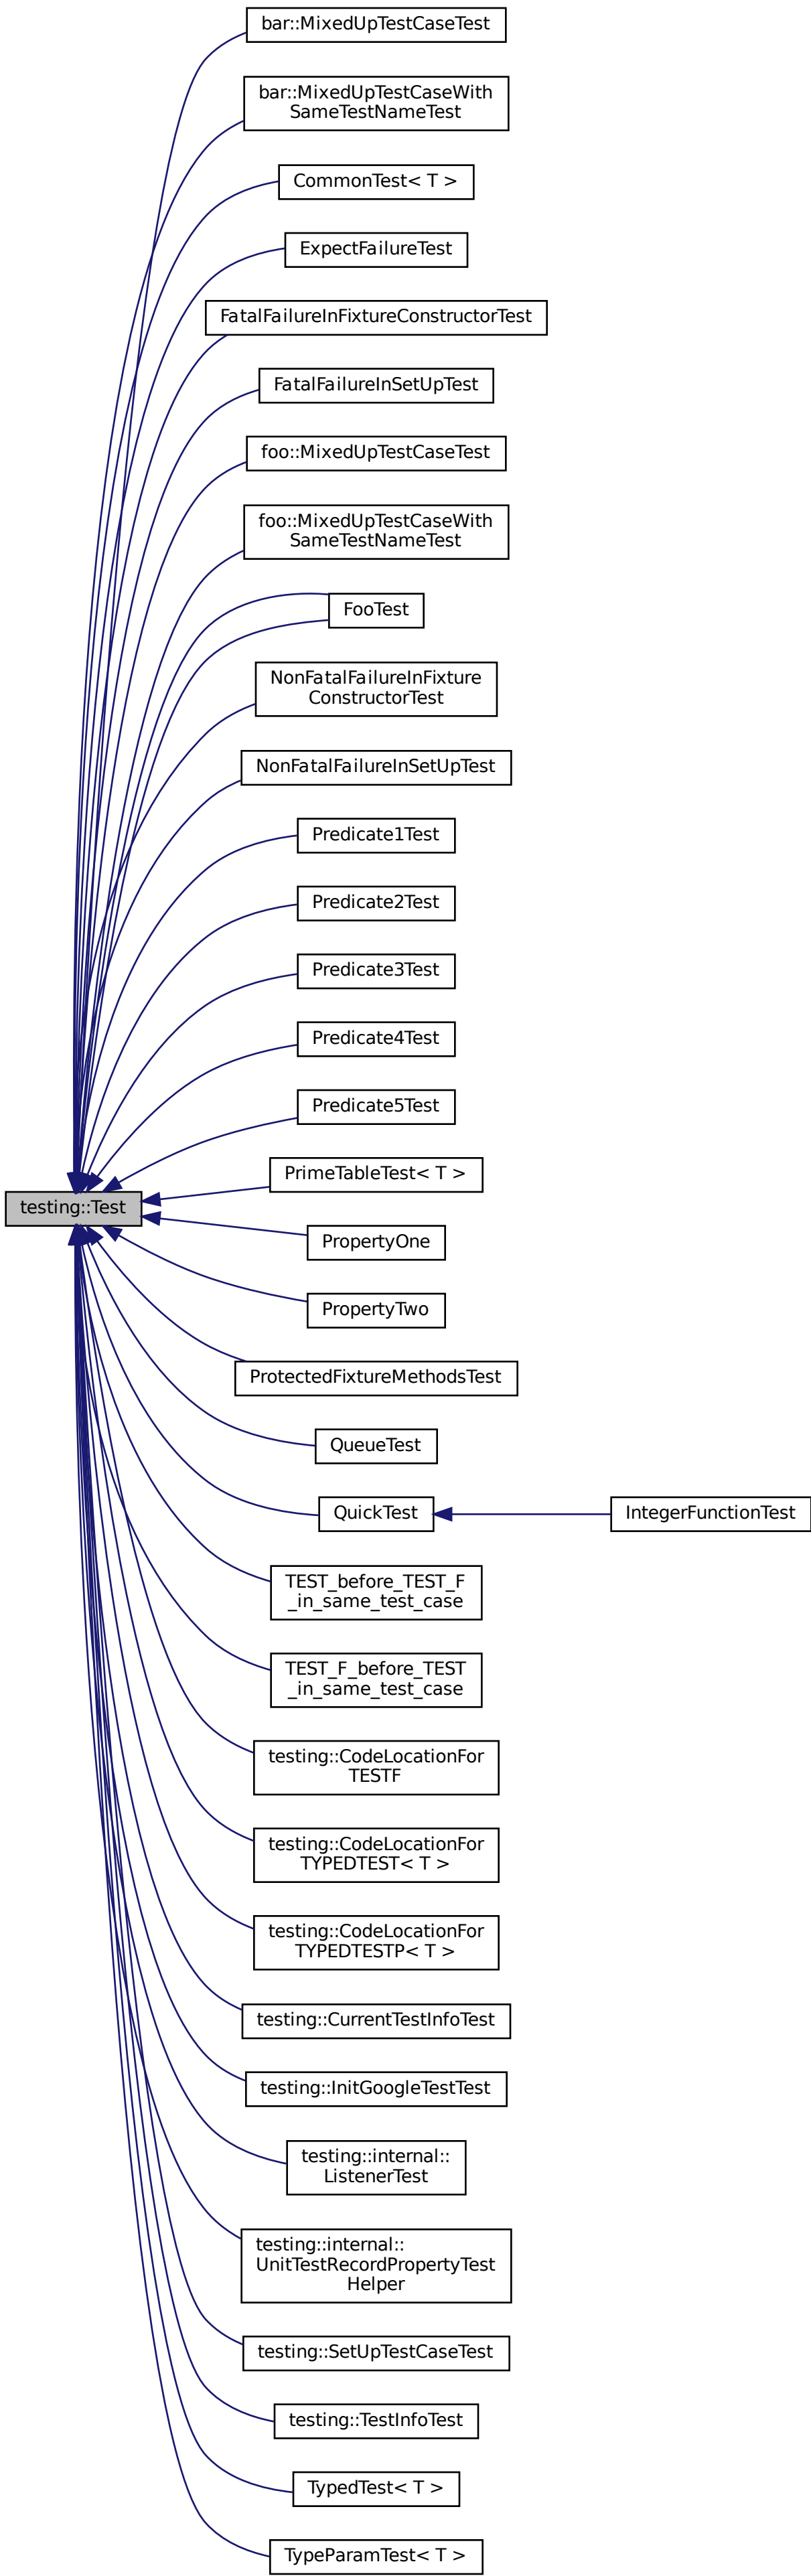 bar::MixedUpTestCaseTest
bar::MixedUpTestCaseWith
SameTestNameTest
CommonTest< T >
ExpectFailureTest
FatalFailureInFixtureConstructorTest
FatalFailureInSetUpTest
foo::MixedUpTestCaseTest
foo::MixedUpTestCaseWith
SameTestNameTest
FooTest
NonFatalFailureInFixture
ConstructorTest
NonFatalFailureInSetUpTest
Predicate1Test
Predicate2Test
Predicate3Test
Predicate4Test
Predicate5Test
PrimeTableTest< T >
testing::Test
PropertyOne
PropertyTwo
ProtectedFixtureMethodsTest
QueueTest
QuickTest
IntegerFunctionTest
TEST_before_TEST_F
_in_same_test_case
TEST_F_before_TEST
_in_same_test_case
testing::CodeLocationFor
TESTF
testing::CodeLocationFor
TYPEDTEST< T >
testing::CodeLocationFor
TYPEDTESTP< T >
testing::CurrentTestInfoTest
testing::InitGoogleTestTest
testing::internal::
ListenerTest
testing::internal::
UnitTestRecordPropertyTest
Helper
testing::SetUpTestCaseTest
testing::TestInfoTest
TypedTest< T >
TypeParamTest< T >